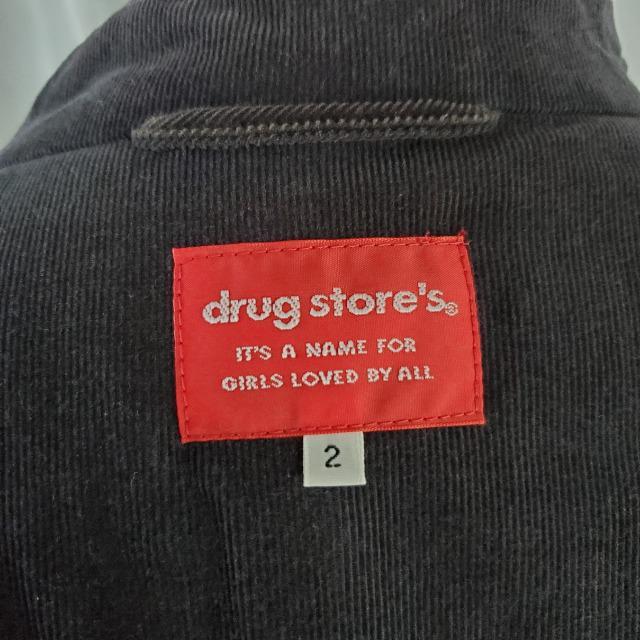 drug store's®
IT'S A NAME FOR
GIRLS LOVED BY ALL
2